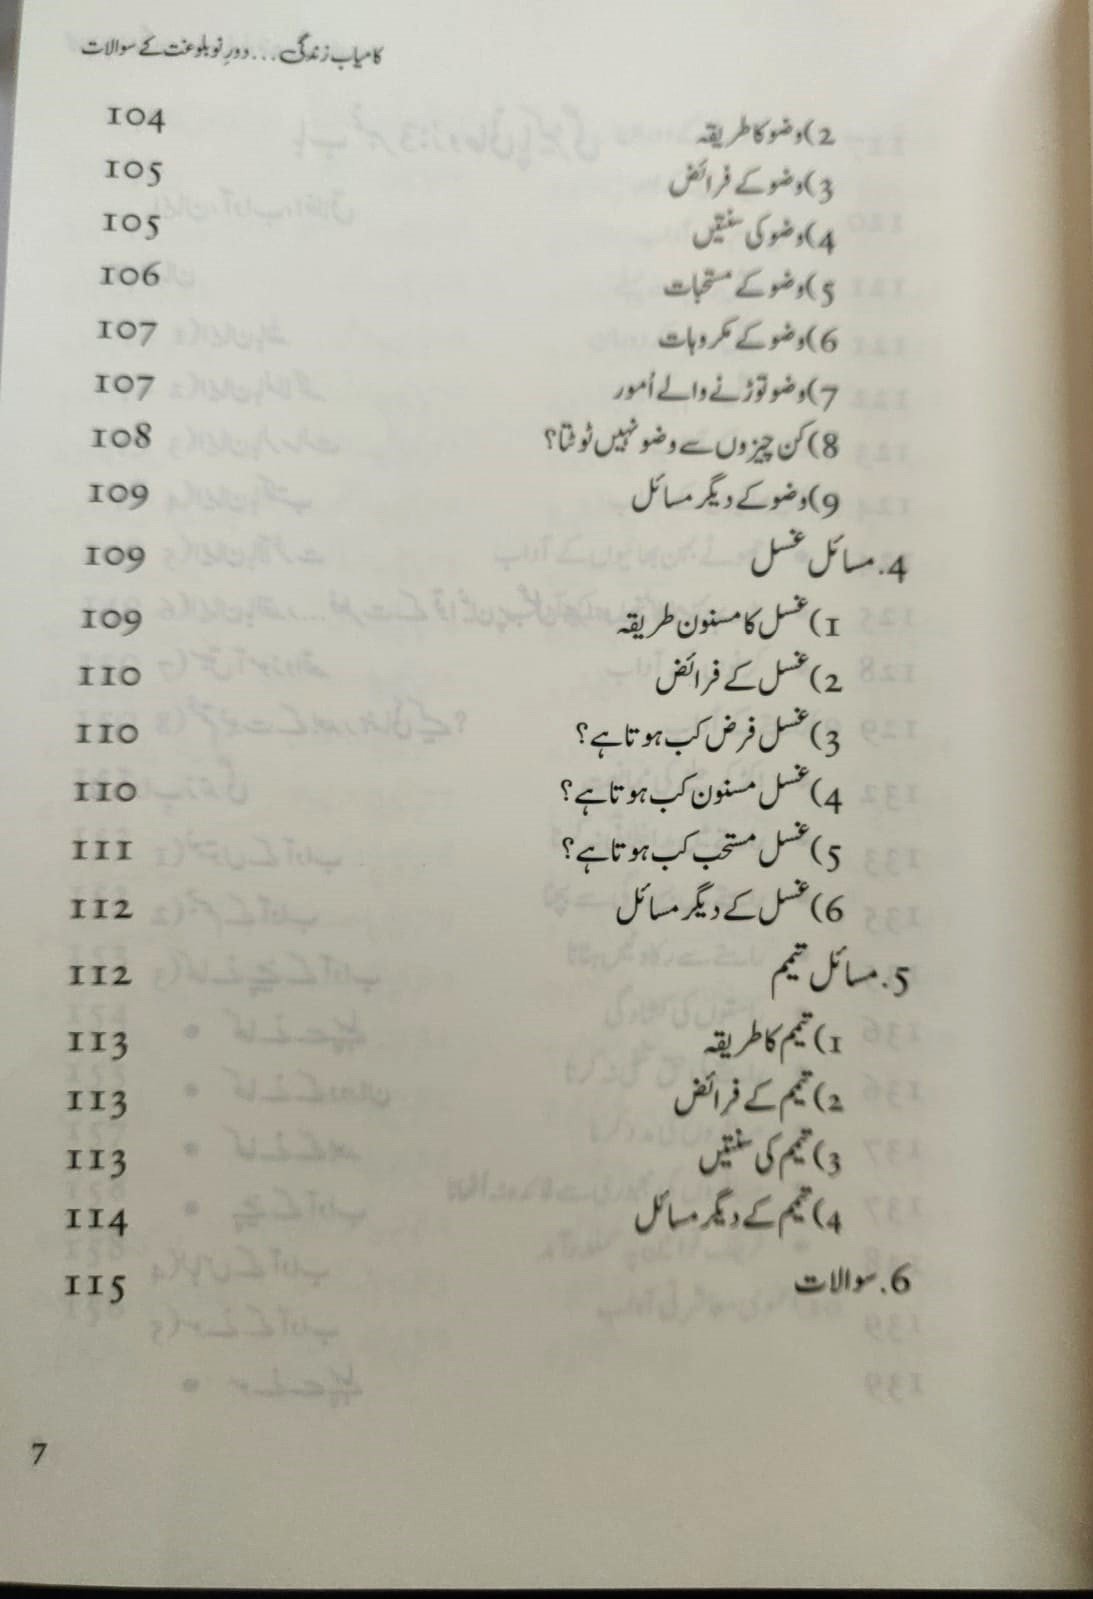 کامیاب زندگی... دورِ نو بلوغت کے سوالات
2) وضو کا طریقہ 104
3) وضو کے فرائض 105
4) وضو کی سنتیں 105
5) وضو کے مستحبات 106
6) وضو کے مکروہات 107
7) وضو توڑنے والے اُمور 107
8) کن چیزوں سے وضو نہیں ٹوٹتا؟ 108
9) وضو کے دیگر مسائل 109
4. مسائل غسل 109
1) غسل کا مسنون طریقہ 109
2) غسل کے فرائض 110
3) غسل فرض کب ہوتا ہے؟ 110
4) غسل مسنون کب ہوتا ہے؟ 110
5) غسل مستحب کب ہوتا ہے؟ 111
6) غسل کے دیگر مسائل 112
5. مسائل تیمم 112
1) تیمم کا طریقہ 113
2) تیمم کے فرائض 113
3) تیمم کی سنتیں 113
4) تیمم کے دیگر مسائل 114
6. سوالات 115
7